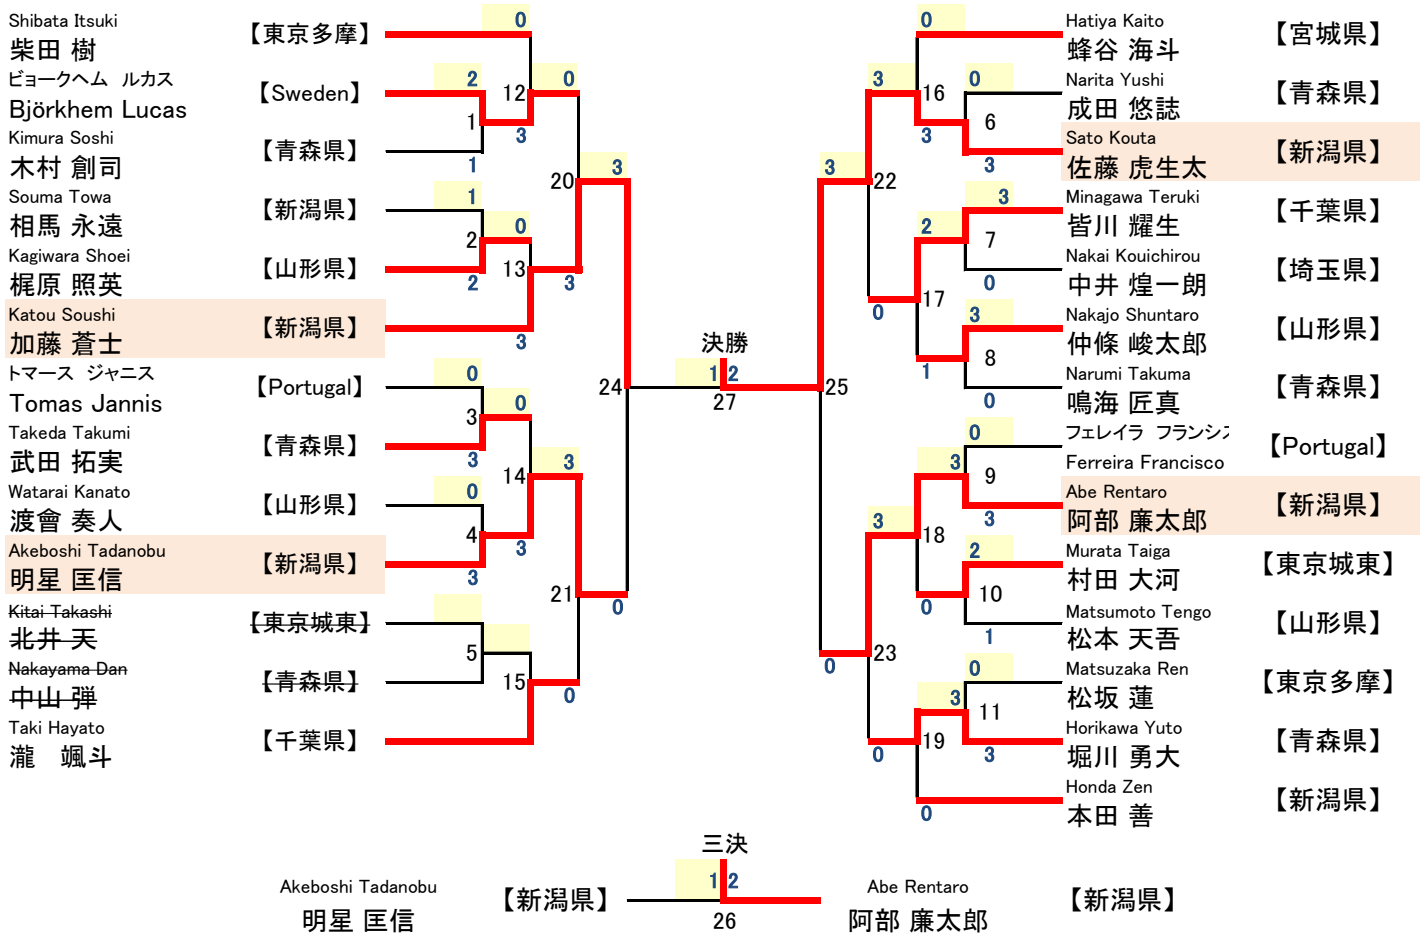 Shibata Itsuki
柴田 樹
【東京多摩】
0
ビョークヘム ルカス
Björkhem Lucas
【Sweden】
2
12
0
1
3
Kimura Soshi
木村 創司
【青森県】
1
20
3
Souma Towa
相馬 永遠
【新潟県】
1
0
2
13
Kagiwara Shoei
梶原 照英
【山形県】
2
3
Katou Soushi
加藤 蒼士
【新潟県】
3
トマース ジャニス
Tomas Jannis
【Portugal】
0
0
24
3
Takeda Takumi
武田 拓実
【青森県】
3
14
3
Watarai Kanato
渡會 奏人
【山形県】
0
4
3
Akeboshi Tadanobu
明星 匡信
【新潟県】
3
21
0
Kitai Takashi
北井 天
【東京城東】
5
15
0
Nakayama Dan
中山 弾
【青森県】
Taki Hayato
瀧 颯斗
【千葉県】
決勝
1 2
27
0
Hatiya Kaito
蜂谷 海斗
【宮城県】
3
16
0
Narita Yushi
成田 悠誌
【青森県】
6
3
Sato Kouta
佐藤 虎生太
【新潟県】
3
3
22
Minagawa Teruki
皆川 耀生
【千葉県】
3
2
7
Nakai Kouichirou
中井 煌一朗
【埼玉県】
0
17
0
Nakajo Shuntaro
仲條 峻太郎
【山形県】
3
8
1
Narumi Takuma
鳴海 匠真
【青森県】
0
25
フェレイラ フランシス
Ferreira Francisco
【Portugal】
0
3
9
Abe Rentaro
阿部 廉太郎
【新潟県】
3
3
18
Murata Taiga
村田 大河
【東京城東】
2
10
0
Matsumoto Tengo
松本 天吾
【山形県】
1
0
23
Matsuzaka Ren
松坂 蓮
【東京多摩】
0
3
11
Horikawa Yuto
堀川 勇大
【青森県】
3
0
19
Honda Zen
本田 善
【新潟県】
0
三決
Akeboshi Tadanobu
明星 匡信
【新潟県】
1 2
26
Abe Rentaro
阿部 廉太郎
【新潟県】